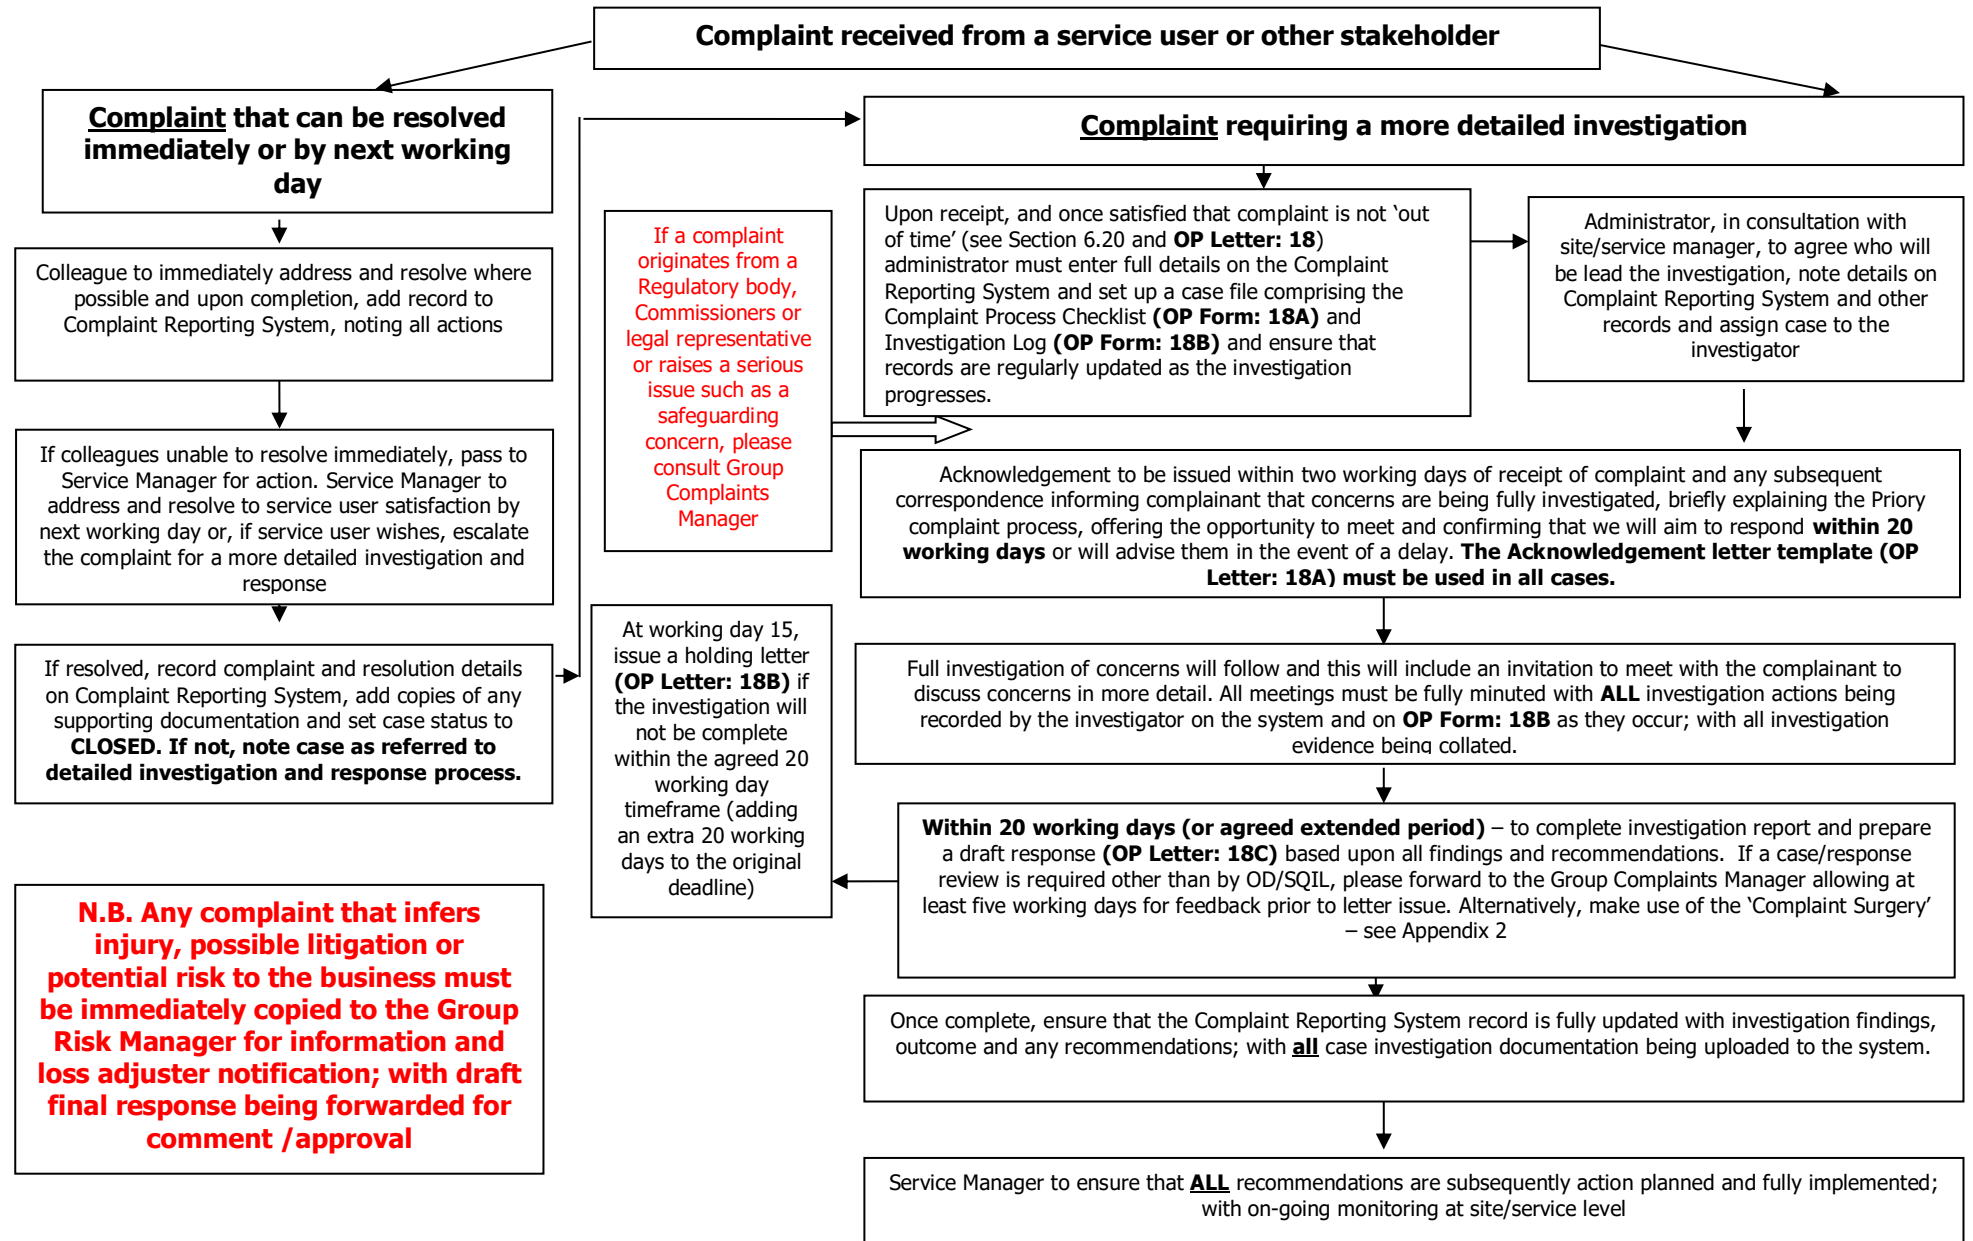 Complaint received from a service user or other stakeholder
Complaint that can be resolved
immediately or by next working
day
Colleague to immediately address and resolve where
possible and upon completion, add record to
Complaint Reporting System, noting all actions
If colleagues unable to resolve immediately, pass to
Service Manager for action. Service Manager to
address and resolve to service user satisfaction by
next working day or, if service user wishes, escalate
the complaint for a more detailed investigation and
response
If resolved, record complaint and resolution details
on Complaint Reporting System, add copies of any
supporting documentation and set case status to
CLOSED. If not, note case as referred to
detailed investigation and response process.
N.B. Any complaint that infers
injury, possible litigation or
potential risk to the business must
be immediately copied to the Group
Risk Manager for information and
loss adjuster notification; with draft
final response being forwarded for
comment /approval
If a complaint
originates from a
Regulatory body,
Commissioners or
legal representative
or raises a serious
issue such as a
safeguarding
concern, please
consult Group
Complaints
Manager
At working day 15,
issue a holding letter
(OP Letter: 18B) if
the investigation will
not be complete
within the agreed 20
working day
timeframe (adding
an extra 20 working
days to the original
deadline)
Complaint requiring a more detailed investigation
Upon receipt, and once satisfied that complaint is not ‘out
of time’ (see Section 6.20 and OP Letter: 18)
administrator must enter full details on the Complaint
Reporting System and set up a case file comprising the
Complaint Process Checklist (OP Form: 18A) and
Investigation Log (OP Form: 18B) and ensure that
records are regularly updated as the investigation
progresses.
Administrator, in consultation with
site/service manager, to agree who will
be lead the investigation, note details on
Complaint Reporting System and other
records and assign case to the
investigator
Acknowledgement to be issued within two working days of receipt of complaint and any subsequent
correspondence informing complainant that concerns are being fully investigated, briefly explaining the Priory
complaint process, offering the opportunity to meet and confirming that we will aim to respond within 20
working days or will advise them in the event of a delay. The Acknowledgement letter template (OP
Letter: 18A) must be used in all cases.
Full investigation of concerns will follow and this will include an invitation to meet with the complainant to
discuss concerns in more detail. All meetings must be fully minuted with ALL investigation actions being
recorded by the investigator on the system and on OP Form: 18B as they occur; with all investigation
evidence being collated.
Within 20 working days (or agreed extended period) – to complete investigation report and prepare
a draft response (OP Letter: 18C) based upon all findings and recommendations. If a case/response
review is required other than by OD/SQIL, please forward to the Group Complaints Manager allowing at
least five working days for feedback prior to letter issue. Alternatively, make use of the ‘Complaint Surgery’
– see Appendix 2
Once complete, ensure that the Complaint Reporting System record is fully updated with investigation findings,
outcome and any recommendations; with all case investigation documentation being uploaded to the system.
Service Manager to ensure that ALL recommendations are subsequently action planned and fully implemented;
with on-going monitoring at site/service level